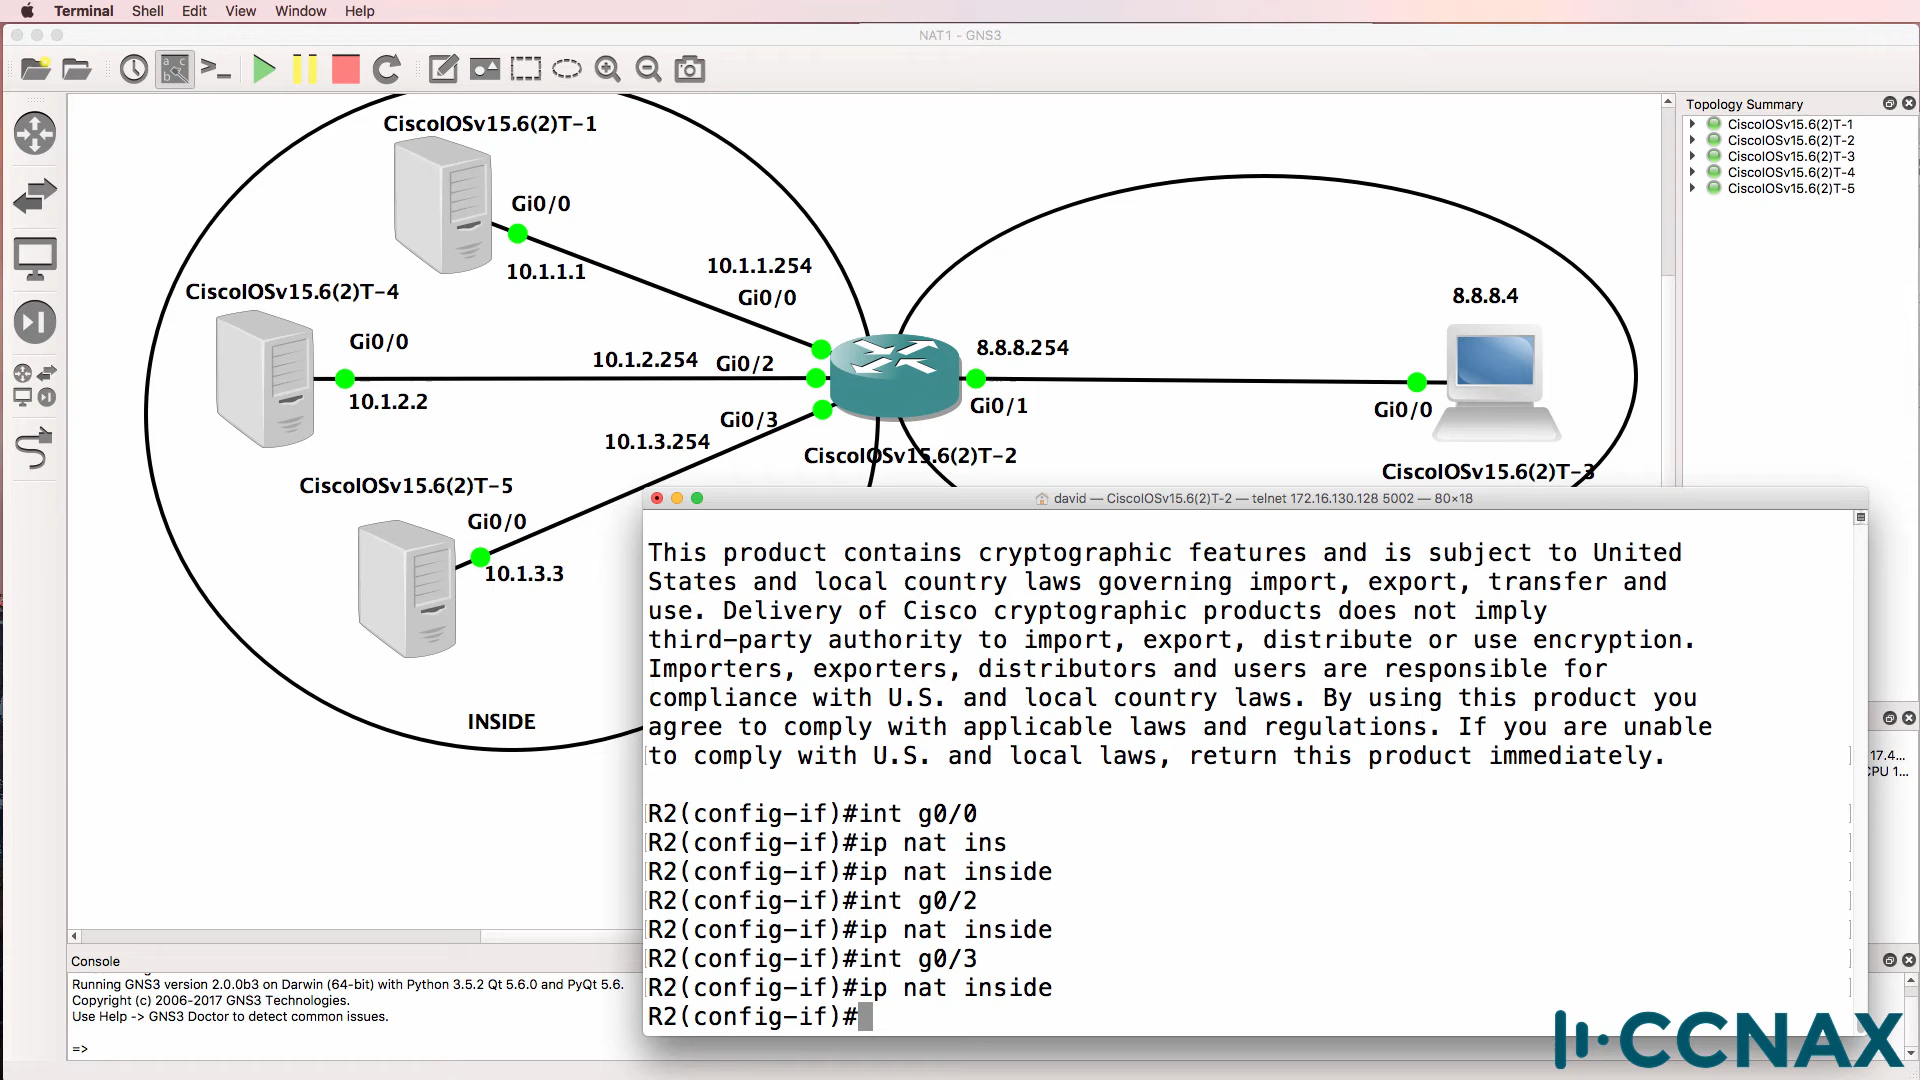 Terminal Shell Edit View Window Help
NAT1 - GNS3
CiscoIOSv15.6(2)T-1
Gi0/0
10.1.1.1
10.1.1.254
Gi0/0
CiscoIOSv15.6(2)T-4
Gi0/0
10.1.2.2
10.1.2.254
Gi0/2
8.8.8.254
Gi0/1
8.8.8.4
Gi0/0
CiscoIOSv15.6(2)T-3
Gi0/3
10.1.3.254
CiscoIOSv15.6(2)T-2
CiscoIOSv15.6(2)T-5
Gi0/0
10.1.3.3
INSIDE
Topology Summary
CiscoIOSv15.6(2)T-1
CiscoIOSv15.6(2)T-2
CiscoIOSv15.6(2)T-3
CiscoIOSv15.6(2)T-4
CiscoIOSv15.6(2)T-5
17.4...
CPU 1...
david — CiscoIOSv15.6(2)T-2 — telnet 172.16.130.128 5002 — 80×18
This product contains cryptographic features and is subject to United
States and local country laws governing import, export, transfer and
use. Delivery of Cisco cryptographic products does not imply
third-party authority to import, export, distribute or use encryption.
Importers, exporters, distributors and users are responsible for
compliance with U.S. and local country laws. By using this product you
agree to comply with applicable laws and regulations. If you are unable
to comply with U.S. and local laws, return this product immediately.
R2(config-if)#int g0/0
R2(config-if)#ip nat ins
R2(config-if)#ip nat inside
R2(config-if)#int g0/2
R2(config-if)#ip nat inside
R2(config-if)#int g0/3
R2(config-if)#ip nat inside
R2(config-if)#
Console
Running GNS3 version 2.0.0b3 on Darwin (64-bit) with Python 3.5.2 Qt 5.6.0 and PyQt 5.6.
Copyright (c) 2006-2017 GNS3 Technologies.
Use Help -> GNS3 Doctor to detect common issues.
=>
CCNAX